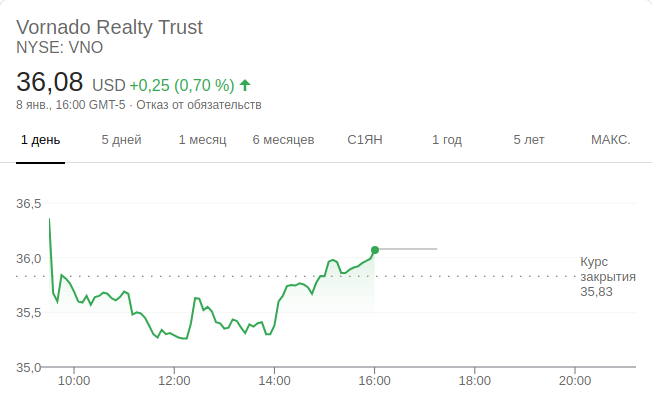 Vornado Realty Trust
NYSE: VNO
36,08 USD +0,25 (0,70 %)
8 янв., 16:00 GMT-5 · Отказ от обязательств
1 день 5 дней 1 месяц 6 месяцев С1ЯН 1 год 5 лет МАКС.
36,5
36,0
35,5
35,0
Курс
закрытия
35,83
10:00 12:00 14:00 16:00 18:00 20:00